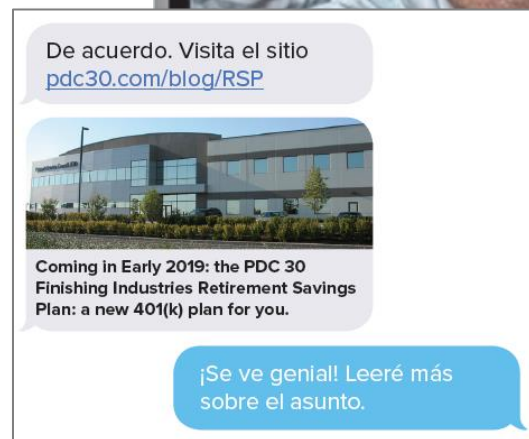 De acuerdo. Visita el sitio
pdc30.com/blog/RSP
Coming in Early 2019: the PDC 30
Finishing Industries Retirement Savings
Plan: a new 401(k) plan for you.
¡Se ve genial! Leeré más
sobre el asunto.